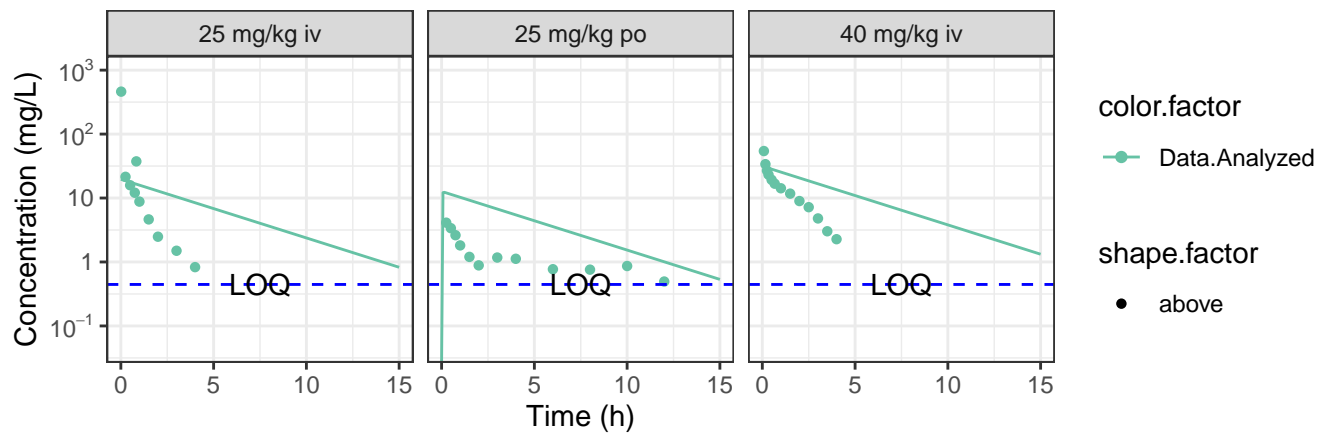 25 mg/kg iv
25 mg/kg po
40 mg/kg iv
Concentration (mg/L)
10³
10²
10
1
10⁻¹
LOQ
LOQ
LOQ
0 5 10 15
0 5 10 15
0 5 10 15
Time (h)
color.factor
Data.Analyzed
shape.factor
above